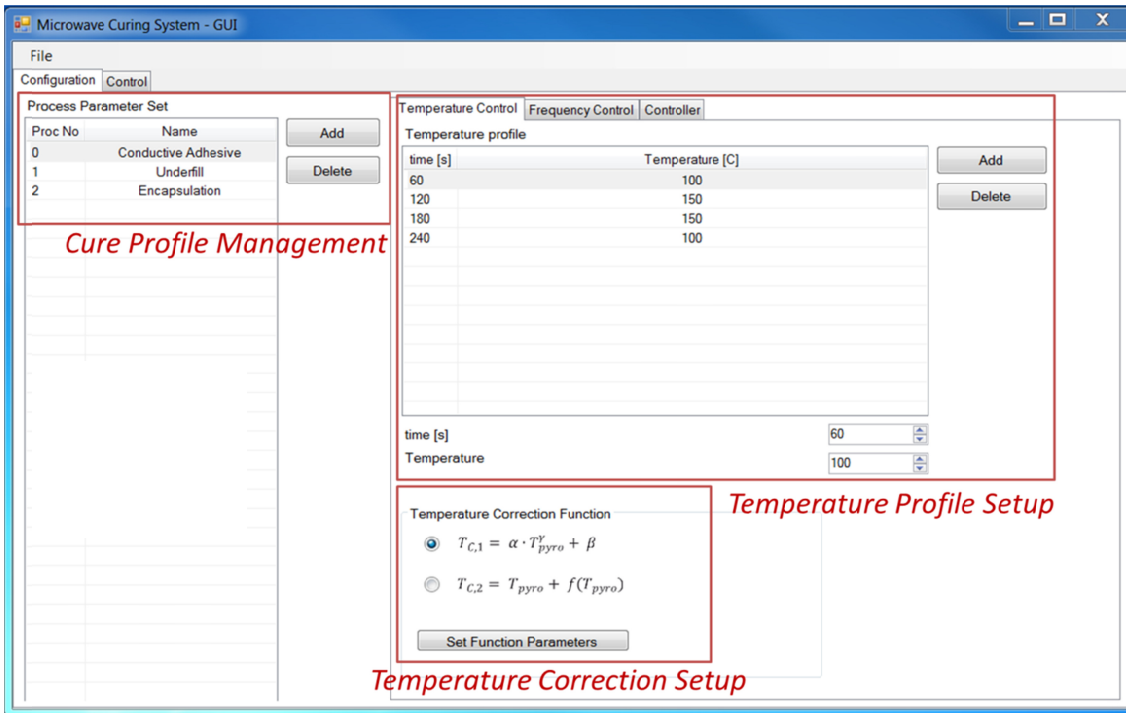 Microwave Curing System - GUI
File
Configuration Control
Process Parameter Set
Proc No Name
0 Conductive Adhesive
1 Underfill
2 Encapsulation
Add
Delete
Cure Profile Management
Temperature Control Frequency Control Controller
Temperature profile
time [s] Temperature [C]
60 100
120 150
180 150
240 100
Add
Delete
time [s] 60
Temperature 100
Temperature Profile Setup
Temperature Correction Function
T_{C,1} = α · T_{pyro}^{γ} + β
T_{C,2} = T_{pyro} + f(T_{pyro})
Set Function Parameters
Temperature Correction Setup